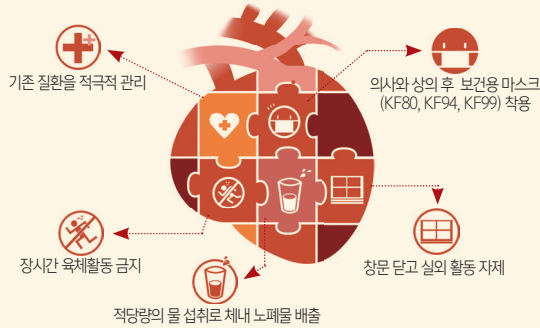 기존 질환을 적극적 관리
의사와 상의 후 보건용 마스크
(KF80, KF94, KF99) 착용
장시간 육체활동 금지
창문 닫고 실외 활동 자제
적당량의 물 섭취로 체내 노폐물 배출